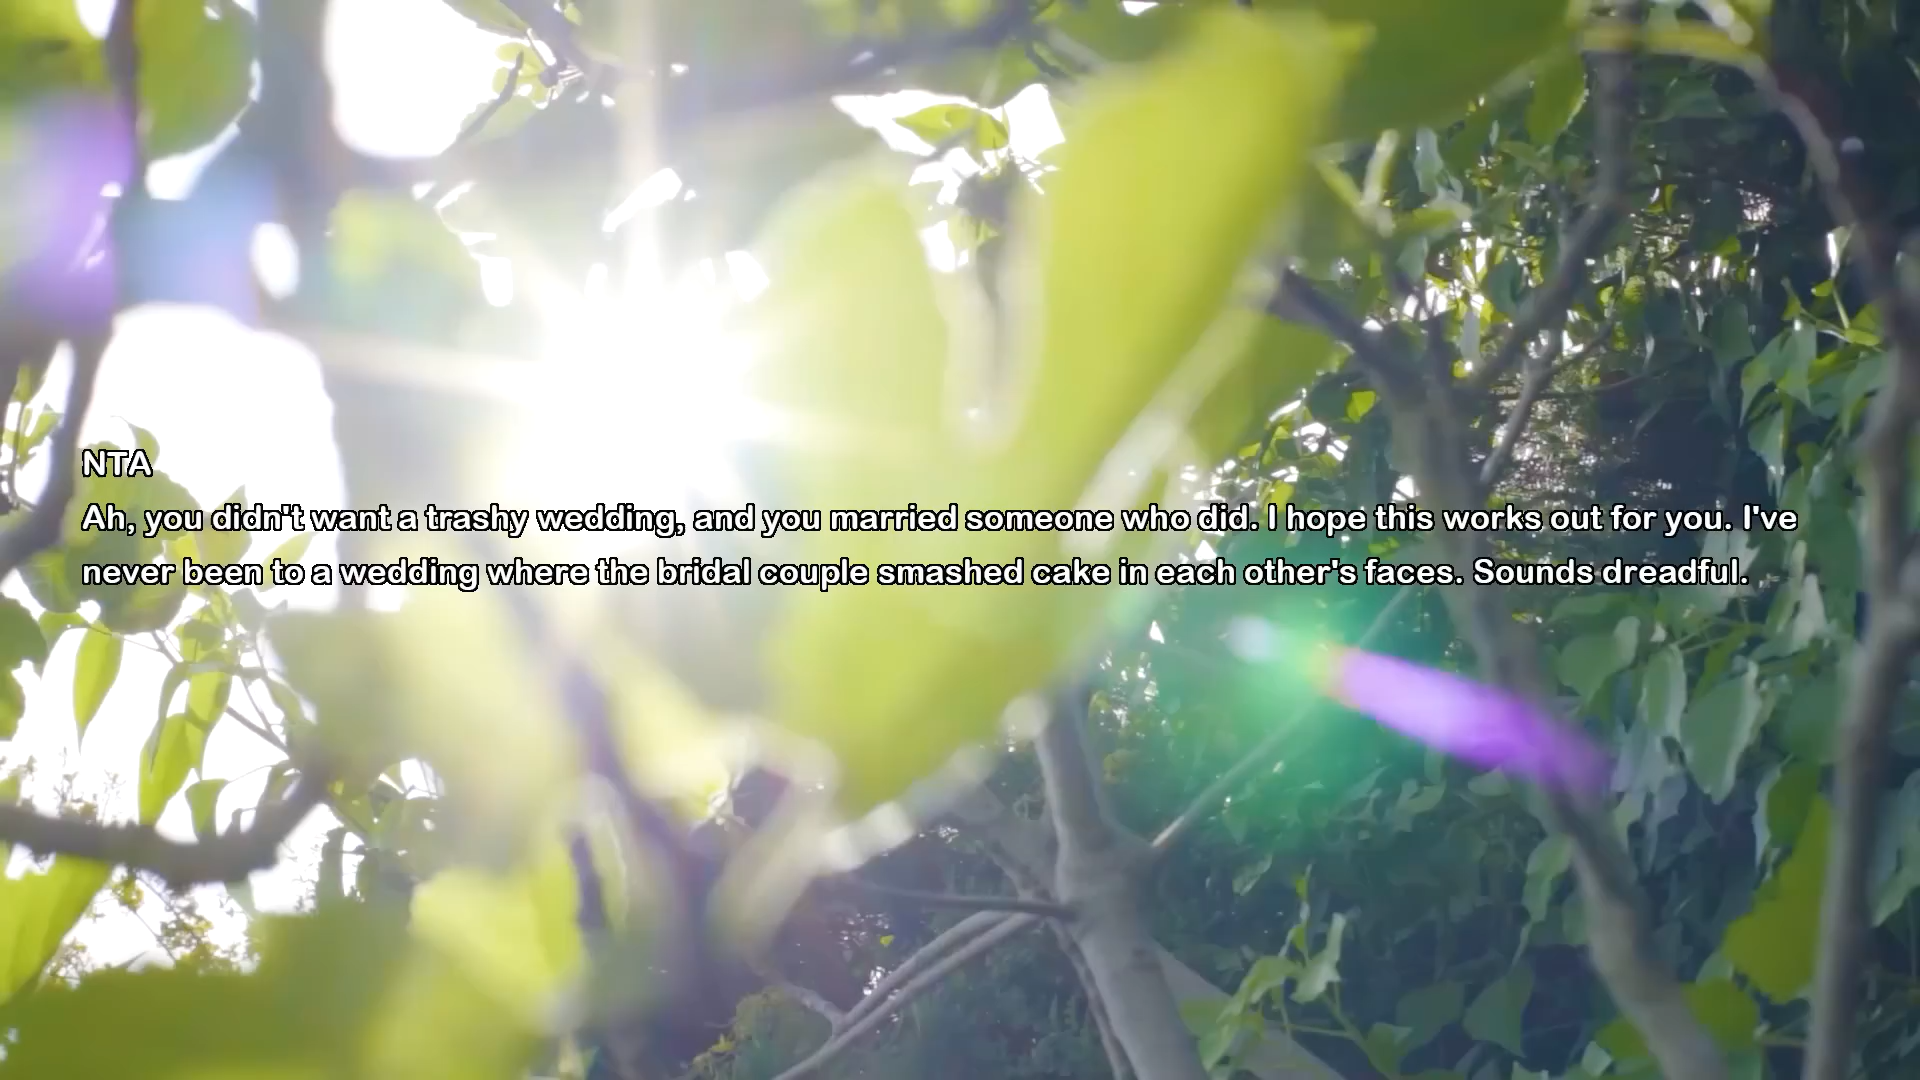 NTA
Ah, you didn't want a trashy wedding, and you married someone who did. I hope this works out for you. I've
never been to a wedding where the bridal couple smashed cake in each other's faces. Sounds dreadful.